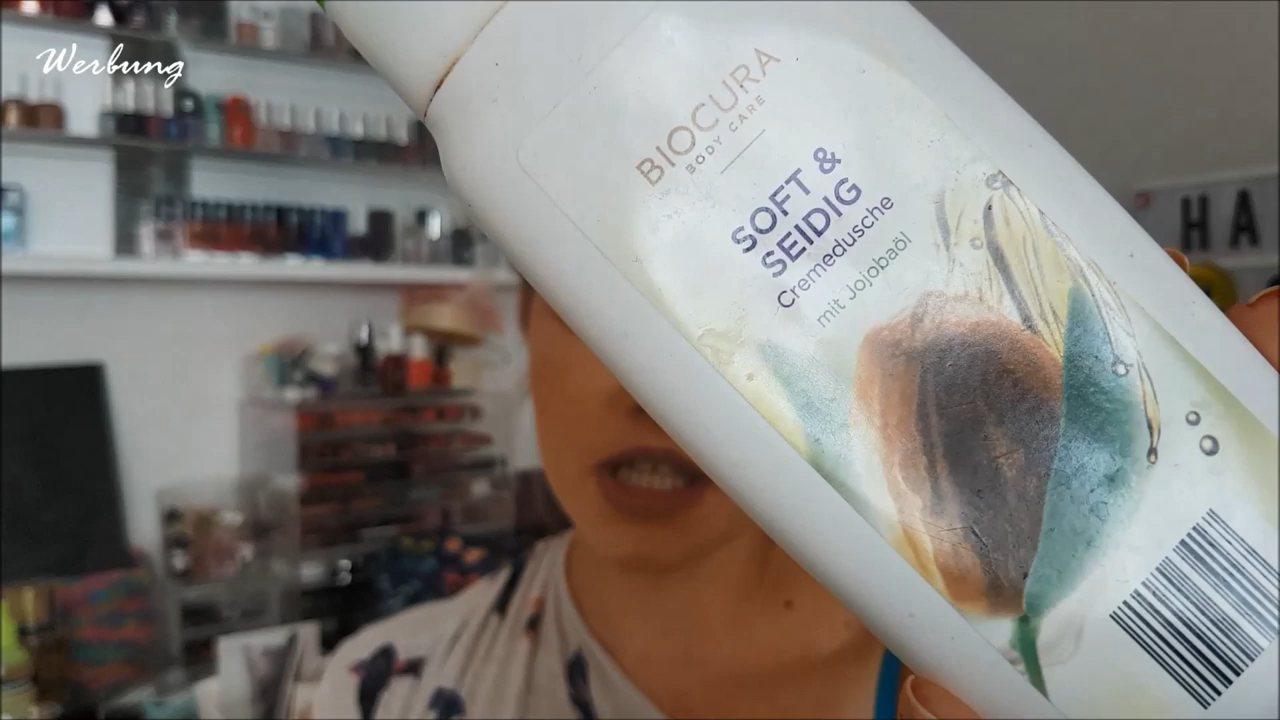 Werbung
BIOCURA
BODY CARE
SOFT &
SEIDIG
Cremedusche
mit Jojobaöl
HA